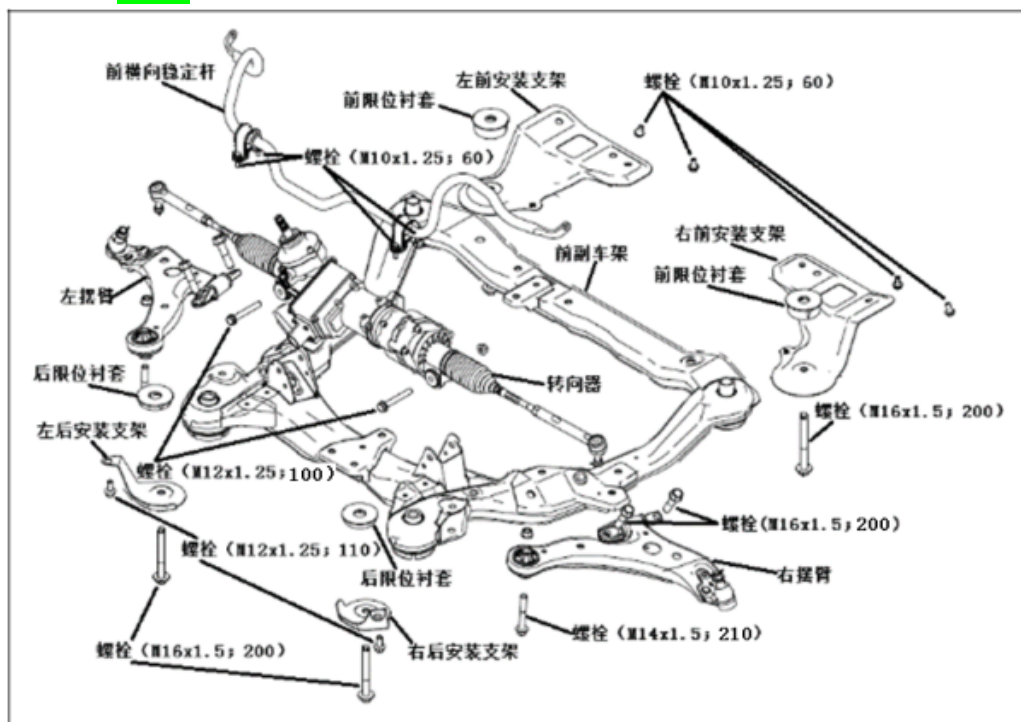 前横向稳定杆
左前安装支架
螺栓（M10x1.25；60）
前限位衬套
螺栓（M10x1.25；60）
右前安装支架
前副车架
前限位衬套
左摆臂
后限位衬套
转向器
螺栓（M16x1.5；200）
左后安装支架
螺栓（M12x1.25；100）
螺栓(M16x1.5；200）
螺栓（M12x1.25；110）
后限位衬套
右摆臂
螺栓（M14x1.5；210）
螺栓（M16x1.5；200）
右后安装支架